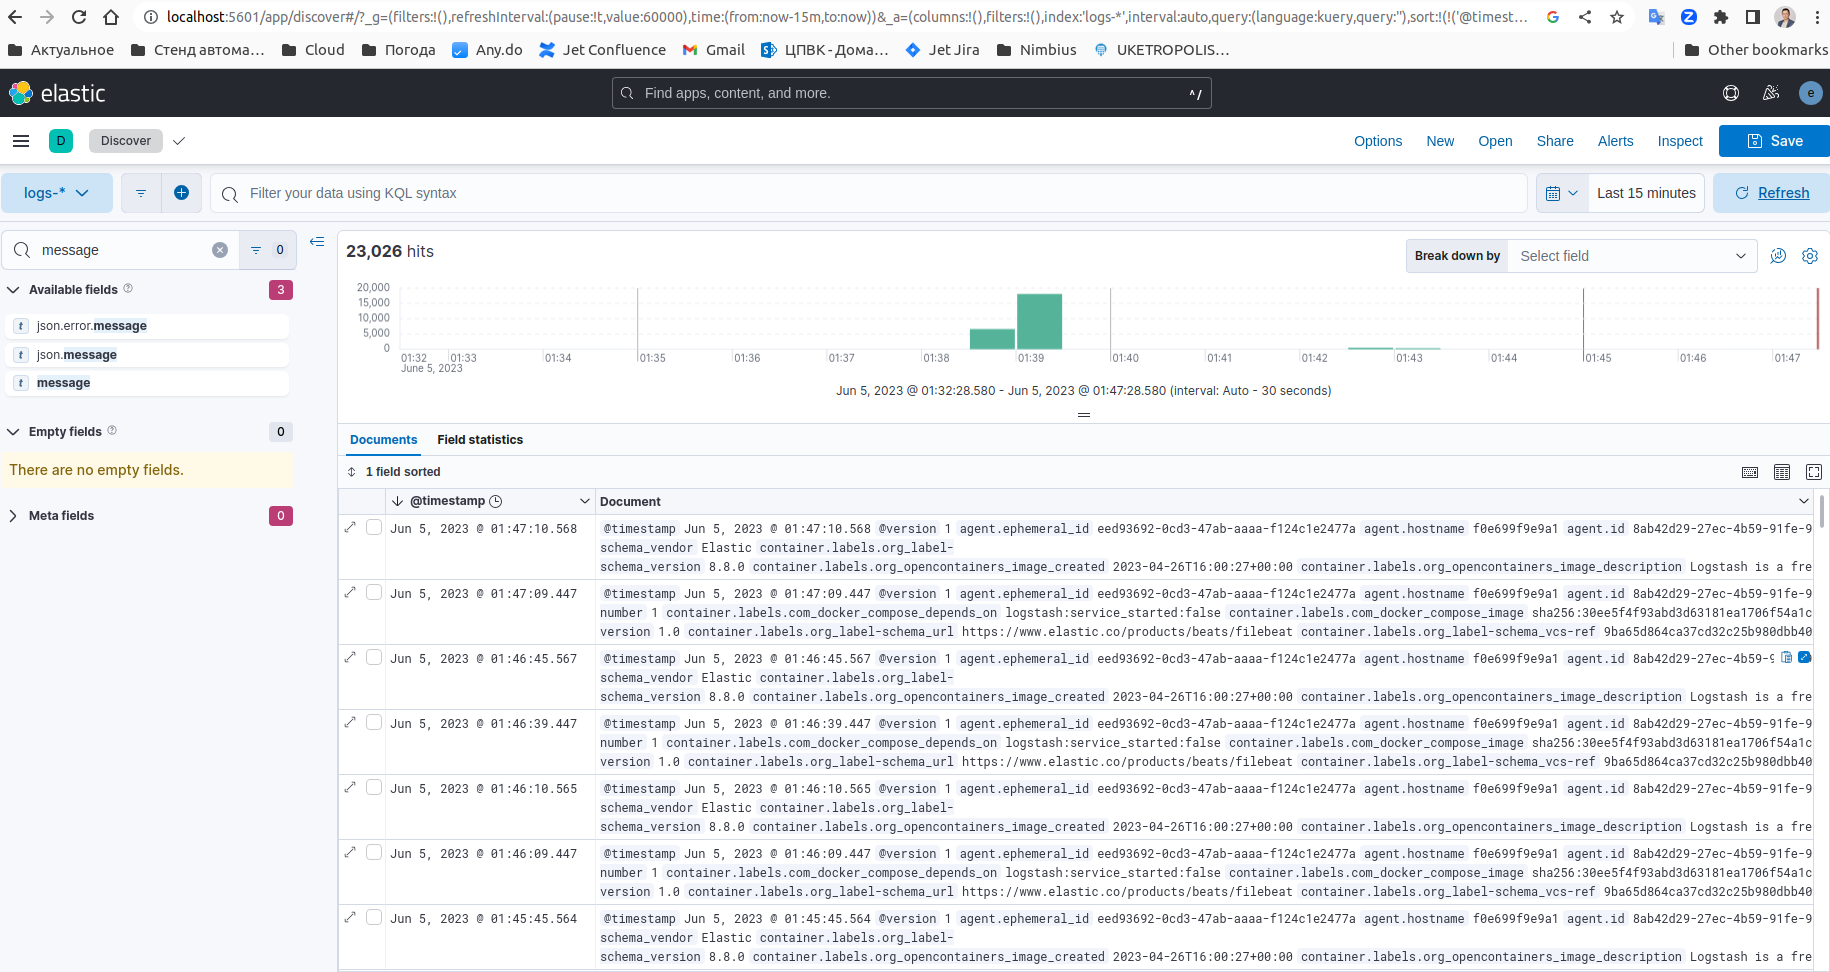 localhost:5601/app/discover#/?_g=(filters:!(),refreshInterval:(pause:!t,value:60000),time:(from:now-15m,to:now))&_a=(columns:!(),filters:!(),index:'logs-*',interval:auto,query:(language:kuery,query:''),sort:!(!('@timest...
Актуальное Стенд автома... Cloud Погода Any.do Jet Confluence Gmail ЦПВК - Дома... Jet Jira Nimbius UKETROPOLIS... Other bookmarks
elastic Find apps, content, and more. ^/ e
D Discover Options New Open Share Alerts Inspect Save
logs-* Filter your data using KQL syntax Last 15 minutes Refresh
message 0
23,026 hits Break down by Select field
Available fields 3
json.error.message
json.message
message
Empty fields 0
There are no empty fields.
Meta fields 0
20,000
15,000
10,000
5,000
0
01:32 01:33 01:34 01:35 01:36 01:37 01:38 01:39 01:40 01:41 01:42 01:43 01:44 01:45 01:46 01:47
June 5, 2023
Jun 5, 2023 @ 01:32:28.580 - Jun 5, 2023 @ 01:47:28.580 (interval: Auto - 30 seconds)
Documents Field statistics
1 field sorted
@timestamp Document
Jun 5, 2023 @ 01:47:10.568 @timestamp Jun 5, 2023 @ 01:47:10.568 @version 1 agent.ephemeral_id eed93692-0cd3-47ab-aaaa-f124c1e2477a agent.hostname f0e699f9e9a1 agent.id 8ab42d29-27ec-4b59-91fe-9
schema_vendor Elastic container.labels.org_label-
schema_version 8.8.0 container.labels.org_opencontainers_image_created 2023-04-26T16:00:27+00:00 container.labels.org_opencontainers_image_description Logstash is a fre
Jun 5, 2023 @ 01:47:09.447 @timestamp Jun 5, 2023 @ 01:47:09.447 @version 1 agent.ephemeral_id eed93692-0cd3-47ab-aaaa-f124c1e2477a agent.hostname f0e699f9e9a1 agent.id 8ab42d29-27ec-4b59-91fe-9
number 1 container.labels.com_docker_compose_depends_on logstash:service_started:false container.labels.com_docker_compose_image sha256:30ee5f4f93abd3d63181ea1706f54a1c
version 1.0 container.labels.org_label-schema_url https://www.elastic.co/products/beats/filebeat container.labels.org_label-schema_vcs-ref 9ba65d864ca37cd32c25b980dbb40
Jun 5, 2023 @ 01:46:45.567 @timestamp Jun 5, 2023 @ 01:46:45.567 @version 1 agent.ephemeral_id eed93692-0cd3-47ab-aaaa-f124c1e2477a agent.hostname f0e699f9e9a1 agent.id 8ab42d29-27ec-4b59-9
schema_vendor Elastic container.labels.org_label-
schema_version 8.8.0 container.labels.org_opencontainers_image_created 2023-04-26T16:00:27+00:00 container.labels.org_opencontainers_image_description Logstash is a fre
Jun 5, 2023 @ 01:46:39.447 @timestamp Jun 5, 2023 @ 01:46:39.447 @version 1 agent.ephemeral_id eed93692-0cd3-47ab-aaaa-f124c1e2477a agent.hostname f0e699f9e9a1 agent.id 8ab42d29-27ec-4b59-91fe-9
number 1 container.labels.com_docker_compose_depends_on logstash:service_started:false container.labels.com_docker_compose_image sha256:30ee5f4f93abd3d63181ea1706f54a1c
version 1.0 container.labels.org_label-schema_url https://www.elastic.co/products/beats/filebeat container.labels.org_label-schema_vcs-ref 9ba65d864ca37cd32c25b980dbb40
Jun 5, 2023 @ 01:46:10.565 @timestamp Jun 5, 2023 @ 01:46:10.565 @version 1 agent.ephemeral_id eed93692-0cd3-47ab-aaaa-f124c1e2477a agent.hostname f0e699f9e9a1 agent.id 8ab42d29-27ec-4b59-91fe-9
schema_vendor Elastic container.labels.org_label-
schema_version 8.8.0 container.labels.org_opencontainers_image_created 2023-04-26T16:00:27+00:00 container.labels.org_opencontainers_image_description Logstash is a fre
Jun 5, 2023 @ 01:46:09.447 @timestamp Jun 5, 2023 @ 01:46:09.447 @version 1 agent.ephemeral_id eed93692-0cd3-47ab-aaaa-f124c1e2477a agent.hostname f0e699f9e9a1 agent.id 8ab42d29-27ec-4b59-91fe-9
number 1 container.labels.com_docker_compose_depends_on logstash:service_started:false container.labels.com_docker_compose_image sha256:30ee5f4f93abd3d63181ea1706f54a1c
version 1.0 container.labels.org_label-schema_url https://www.elastic.co/products/beats/filebeat container.labels.org_label-schema_vcs-ref 9ba65d864ca37cd32c25b980dbb40
Jun 5, 2023 @ 01:45:45.564 @timestamp Jun 5, 2023 @ 01:45:45.564 @version 1 agent.ephemeral_id eed93692-0cd3-47ab-aaaa-f124c1e2477a agent.hostname f0e699f9e9a1 agent.id 8ab42d29-27ec-4b59-91fe-9
schema_vendor Elastic container.labels.org_label-
schema_version 8.8.0 container.labels.org_opencontainers_image_created 2023-04-26T16:00:27+00:00 container.labels.org_opencontainers_image_description Logstash is a fre